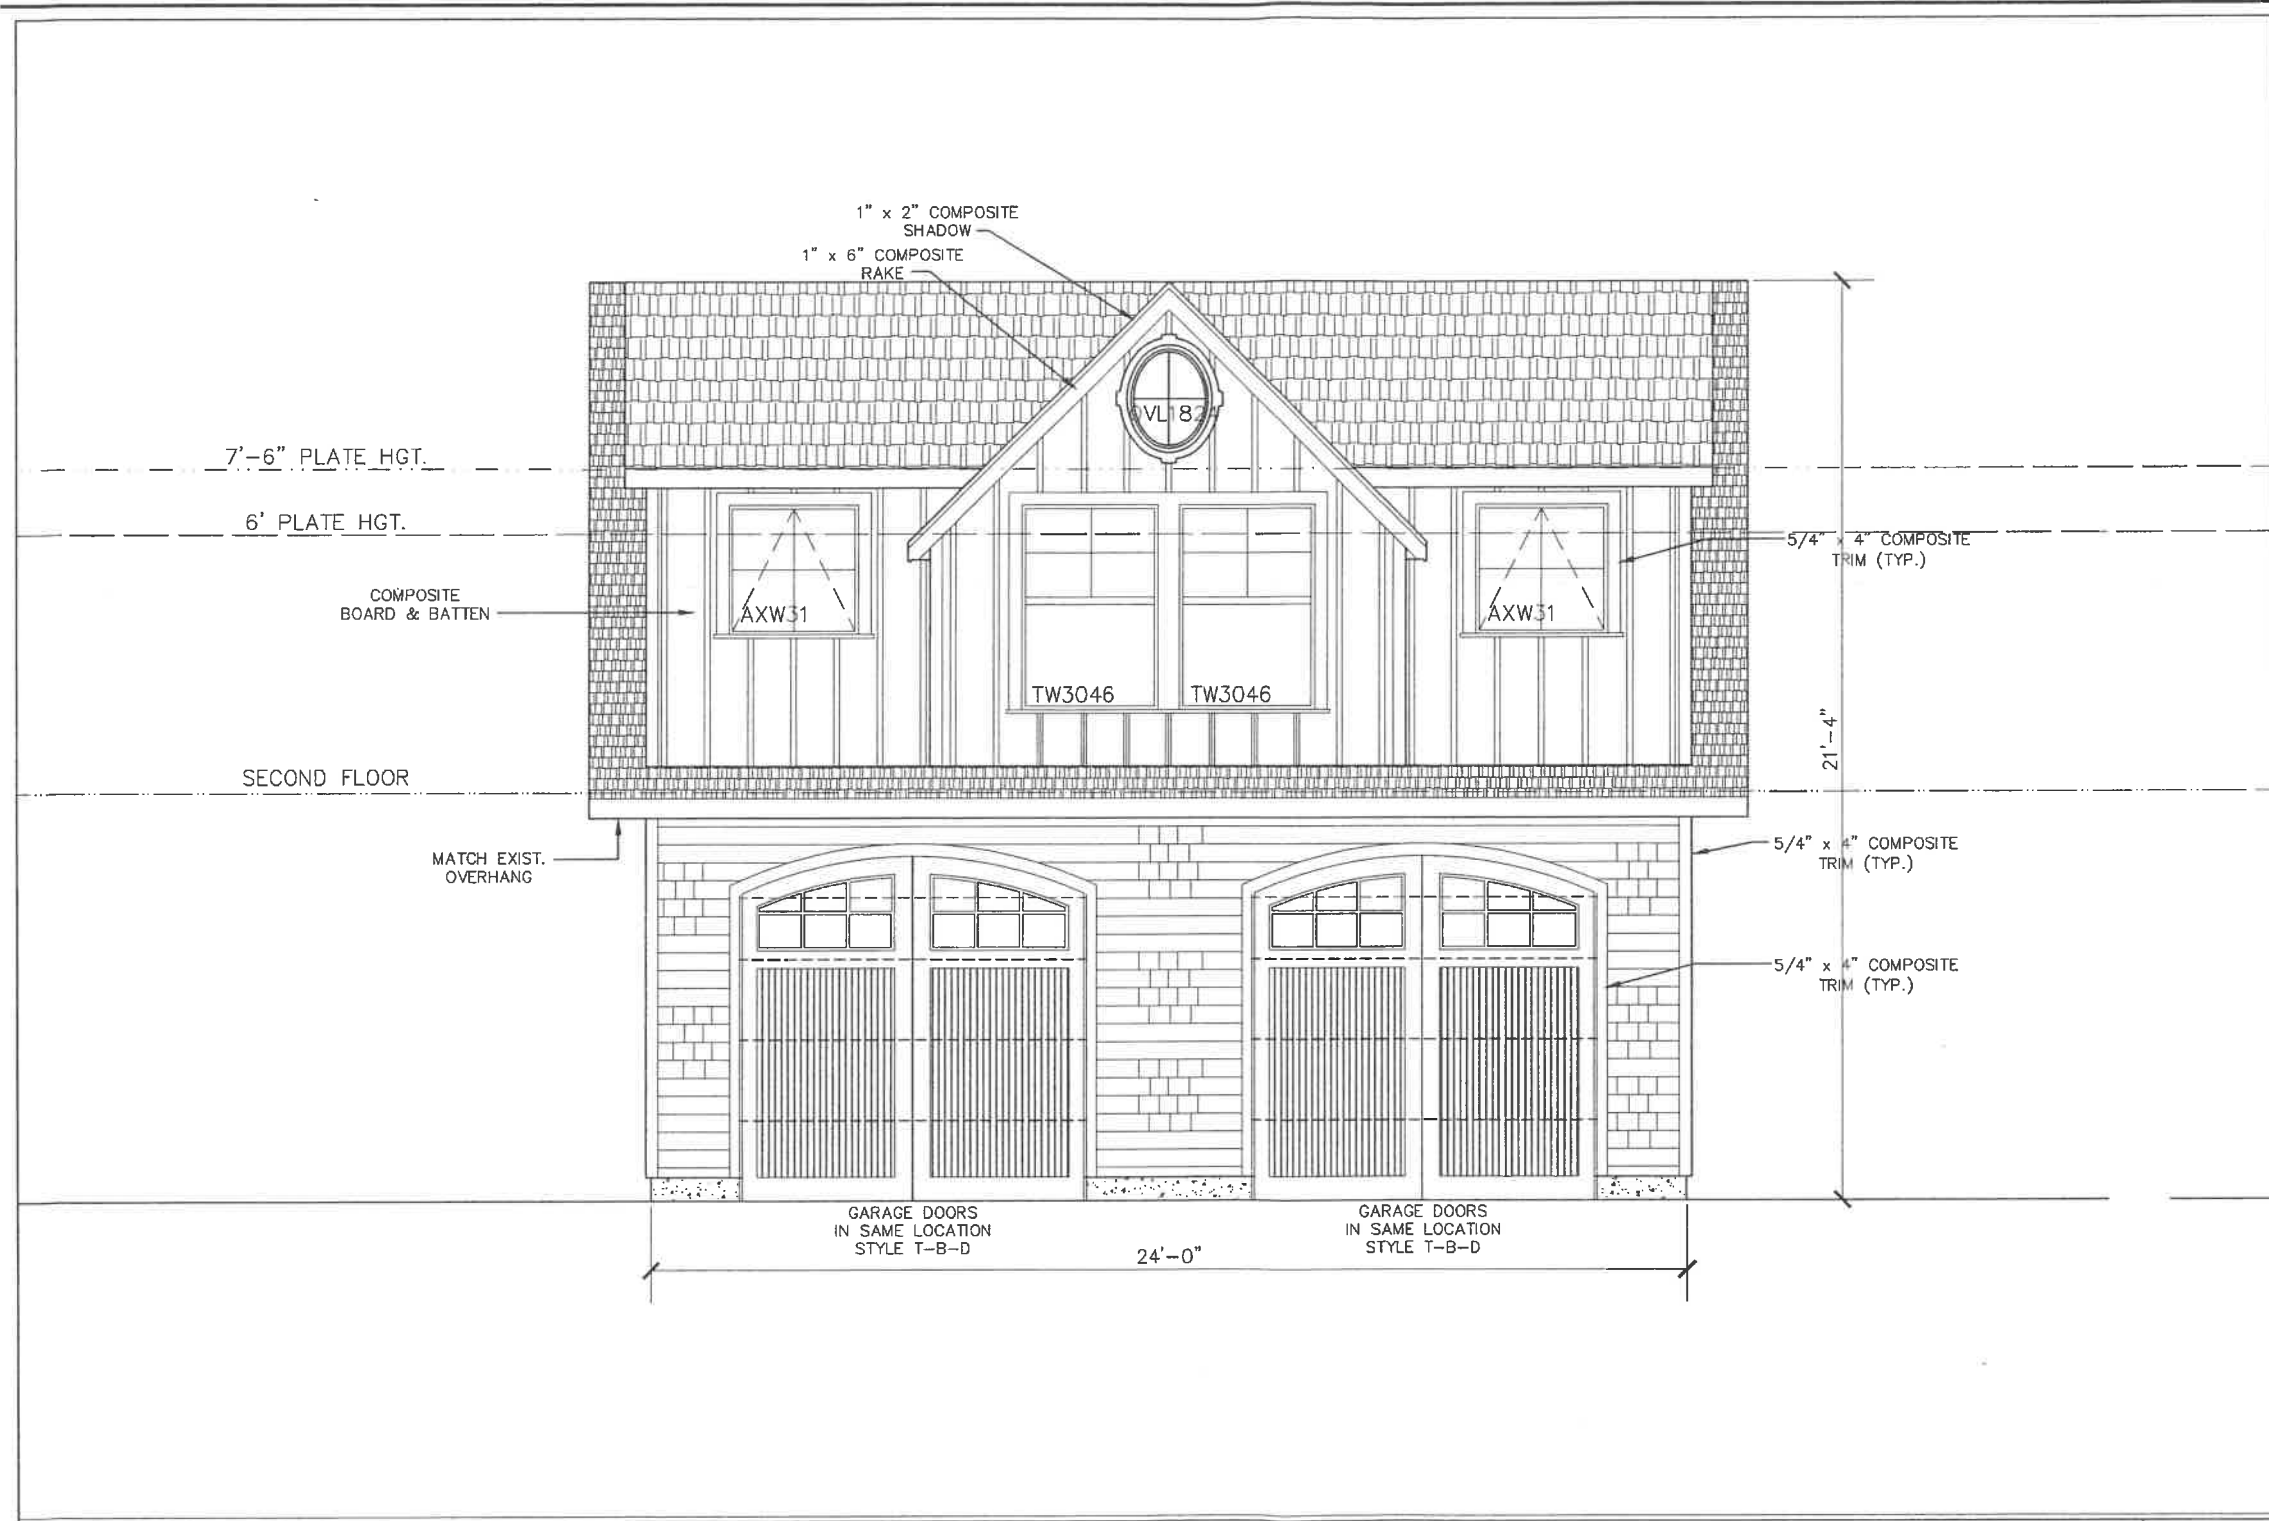 1" x 2" COMPOSITE
SHADOW
1" x 6" COMPOSITE
RAKE
OVL1824
7'-6" PLATE HGT.
6' PLATE HGT.
5/4" x 4" COMPOSITE
TRIM (TYP.)
COMPOSITE
BOARD & BATTEN
AXW31
AXW31
TW3046
TW3046
21'-4"
SECOND FLOOR
MATCH EXIST.
OVERHANG
5/4" x 4" COMPOSITE
TRIM (TYP.)
5/4" x 4" COMPOSITE
TRIM (TYP.)
GARAGE DOORS
IN SAME LOCATION
STYLE T-B-D
GARAGE DOORS
IN SAME LOCATION
STYLE T-B-D
24'-0"